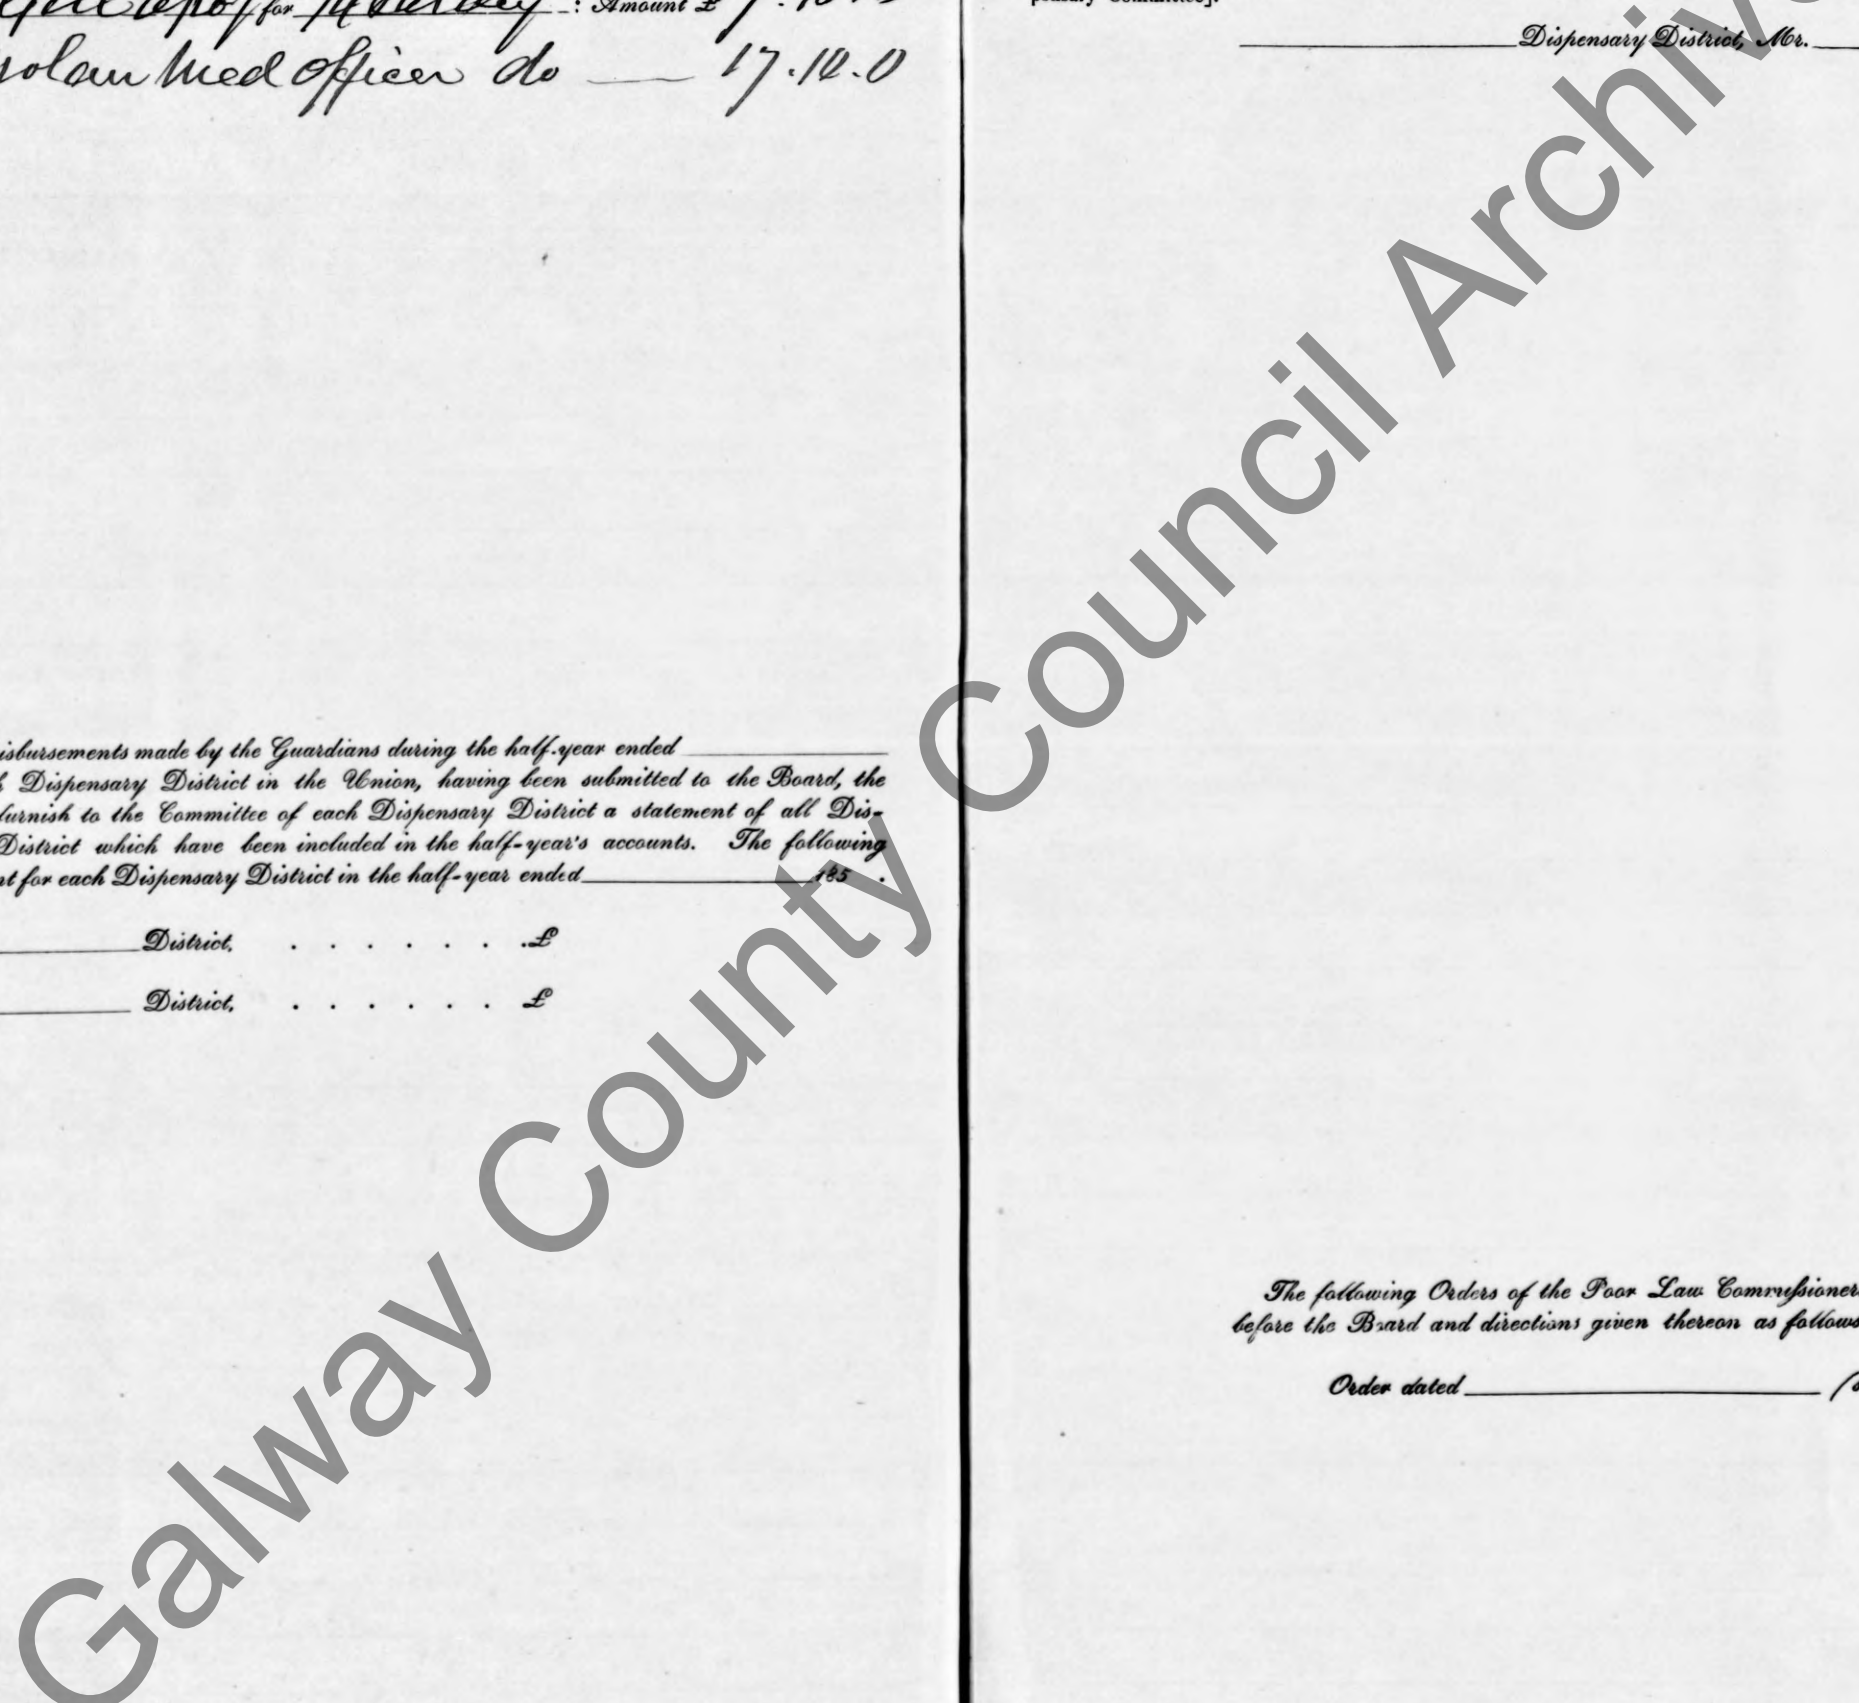 for : Amount £
Med officer do 17.10.0
isbursements made by the Guardians during the half-year ended
Dispensary District in the Union, having been submitted to the Board, the
furnish to the Committee of each Dispensary District a statement of all Dis-
District which have been included in the half-year's accounts. The following
nt for each Dispensary District in the half-year ended 185 .
District, . . . . . . .£
District, . . . . . . £
Dispensary District, Mr.
The following Orders of the Poor Law Commissioner
before the Board and directions given thereon as follows
Order dated
Galway County Council Archiv